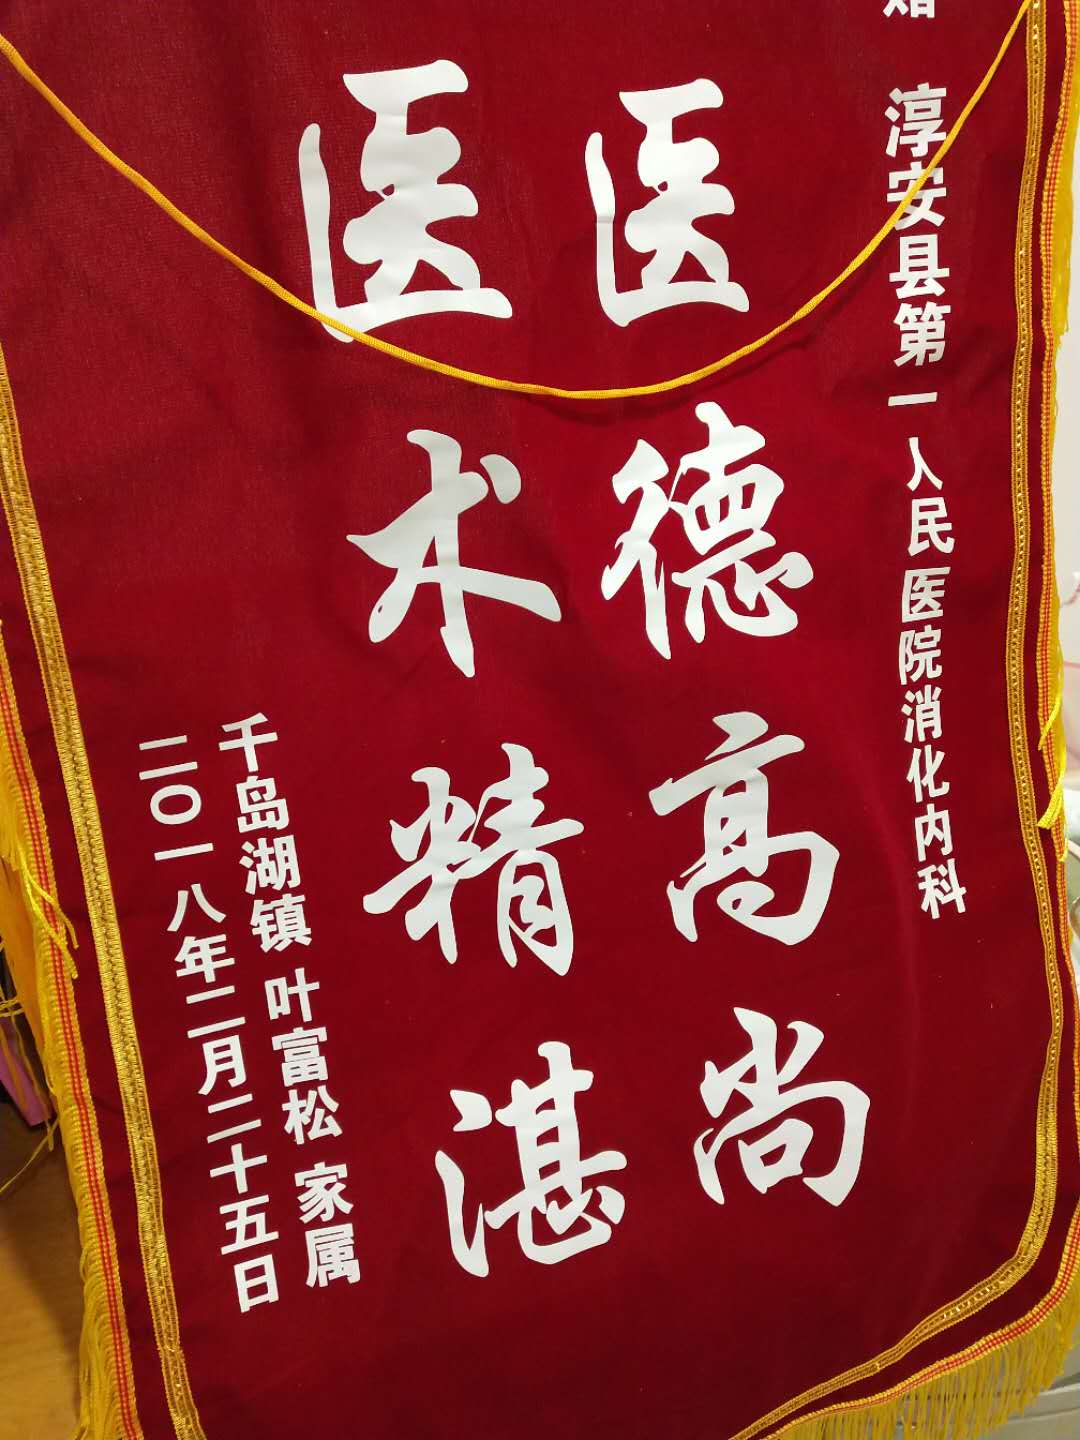 赠 淳安县第一人民医院消化内科
医德高尚
医术精湛
千岛湖镇 叶富松 家属
二〇一八年二月二十五日